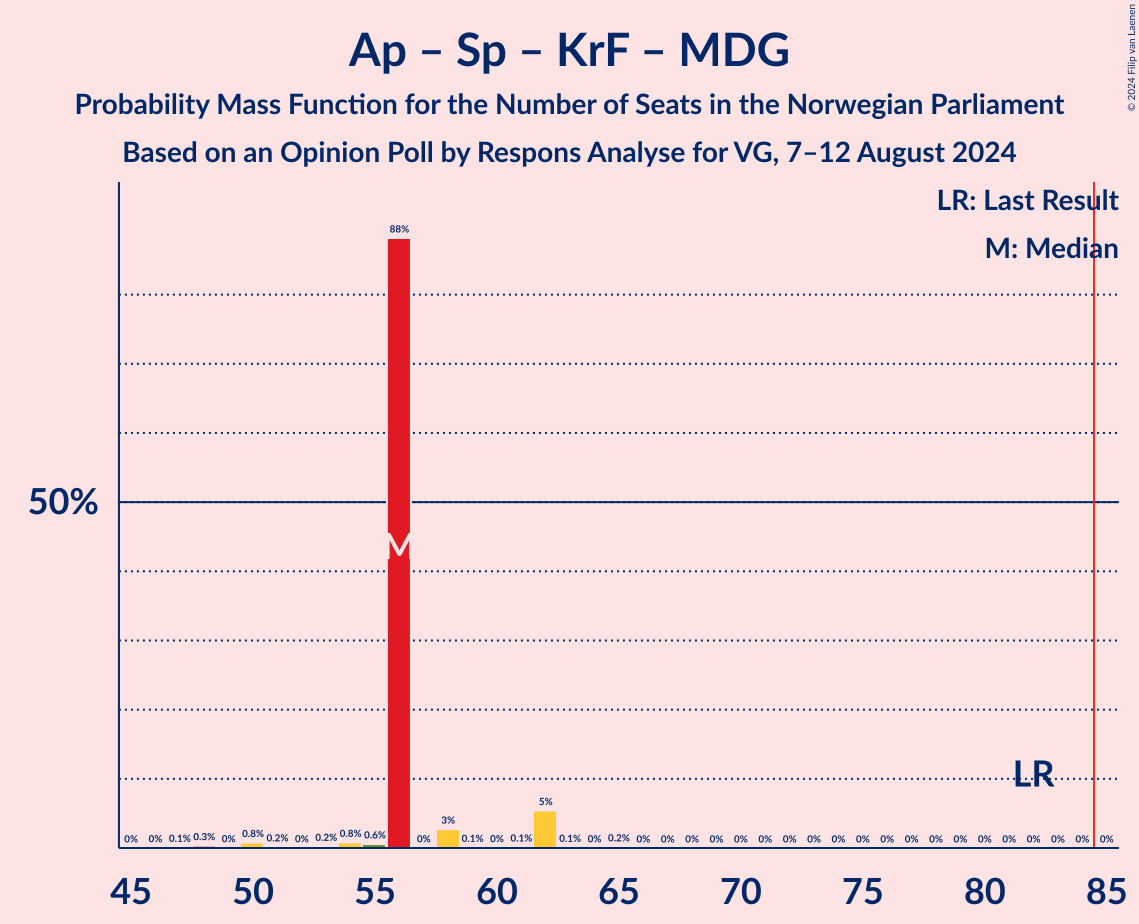 Ap – Sp – KrF – MDG
Probability Mass Function for the Number of Seats in the Norwegian Parliament
Based on an Opinion Poll by Respons Analyse for VG, 7–12 August 2024
© 2024 Filip van Laenen
LR: Last Result
M: Median
88%
50%
M
LR
5%
3%
0% 0% 0.1% 0.3% 0% 0.8% 0.2% 0% 0.2% 0.8% 0.6% 0% 0.1% 0% 0.1% 0.1% 0% 0.2% 0% 0% 0% 0% 0% 0% 0% 0% 0% 0% 0% 0% 0% 0% 0% 0% 0% 0% 0% 0%
45 50 55 60 65 70 75 80 85